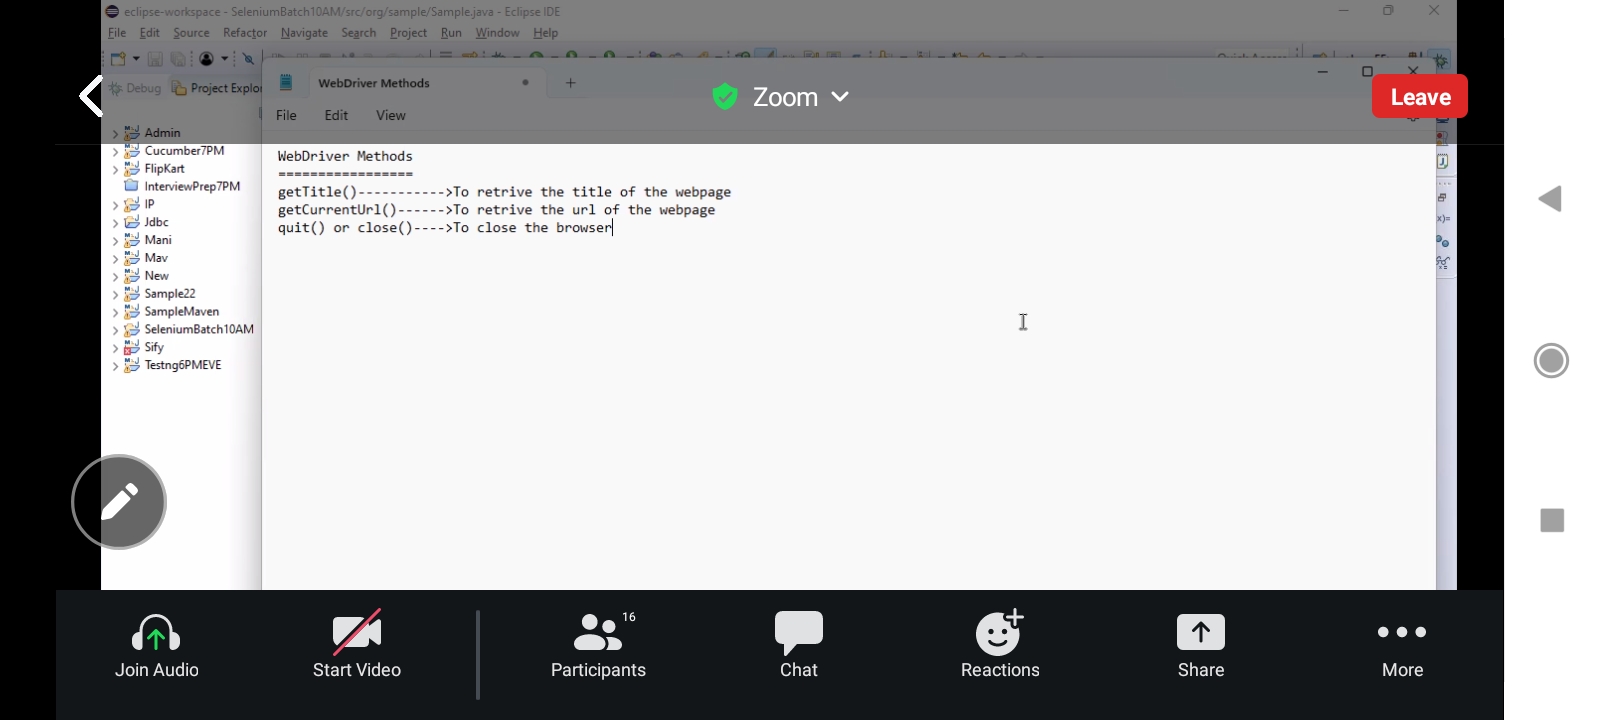 eclipse-workspace - SeleniumBatch10AM/src/org/sample/Sample.java - Eclipse IDE
File Edit Source Refactor Navigate Search Project Run Window Help
Debug Project Explor
WebDriver Methods
Zoom
Leave
File Edit View
Admin
Cucumber7PM
FlipKart
InterviewPrep7PM
IP
Jdbc
Mani
Mav
New
Sample22
SampleMaven
SeleniumBatch10AM
Sify
Testng6PMEVE
WebDriver Methods
=================
getTitle()----------->To retrive the title of the webpage
getCurrentUrl()------>To retrive the url of the webpage
quit() or close()---->To close the browser
16
Join Audio Start Video Participants Chat Reactions Share More